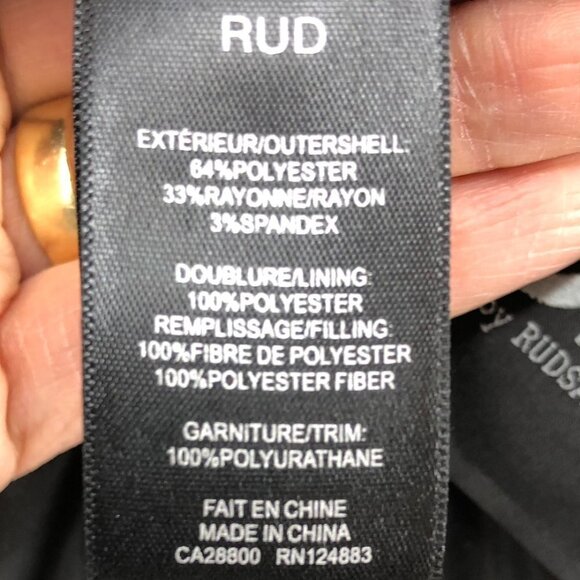 RUD
EXTÉRIEUR/OUTERSHELL:
64%POLYESTER
33%RAYONNE/RAYON
3%SPANDEX
DOUBLURE/LINING:
100%POLYESTER
REMPLISSAGE/FILLING:
100%FIBRE DE POLYESTER
100%POLYESTER FIBER
GARNITURE/TRIM:
100%POLYURATHANE
FAIT EN CHINE
MADE IN CHINA
CA28800 RN124883
by